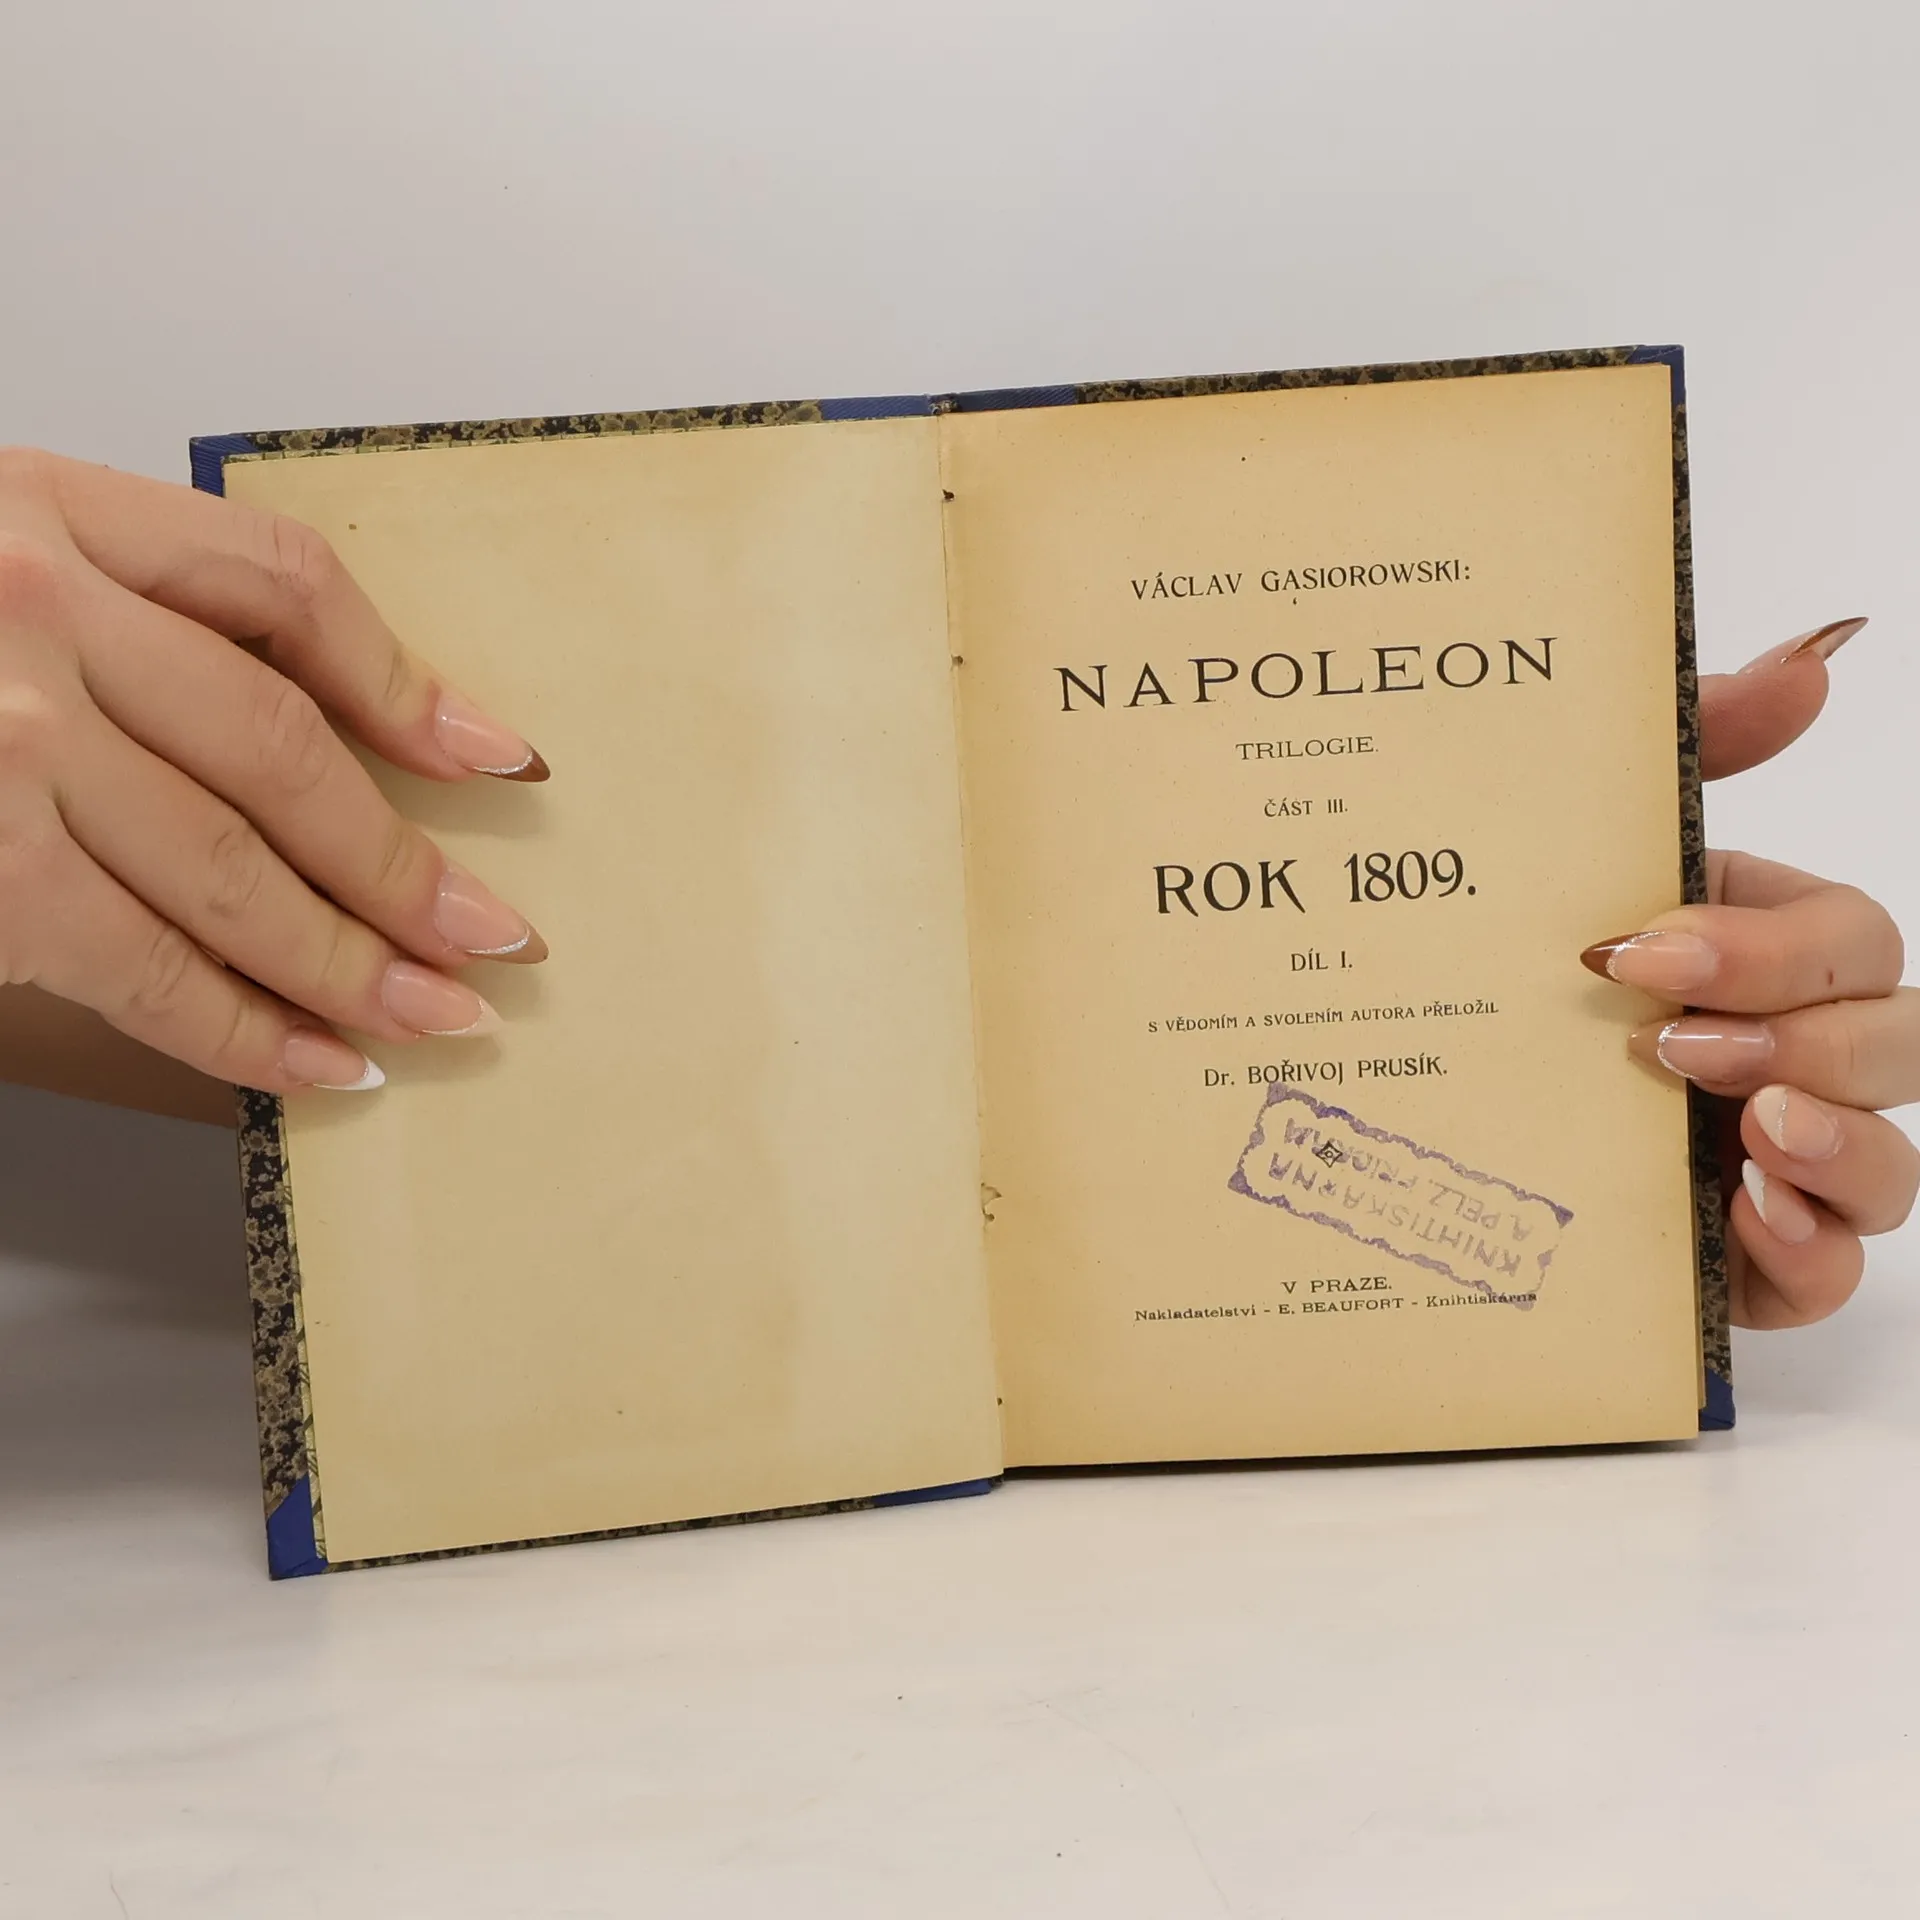 VÁCLAV GĄSIOROWSKI:
NAPOLEON
TRILOGIE.
ČÁST III.
ROK 1809.
DÍL I.
S VĚDOMÍM A SVOLENÍM AUTORA PŘELOŽIL
Dr. BOŘIVOJ PRUSÍK.
KNIHTISKÁRNA
A. PELZ,
V PRAZE.
Nakladatelství - E. BEAUFORT - Knihtiskárna